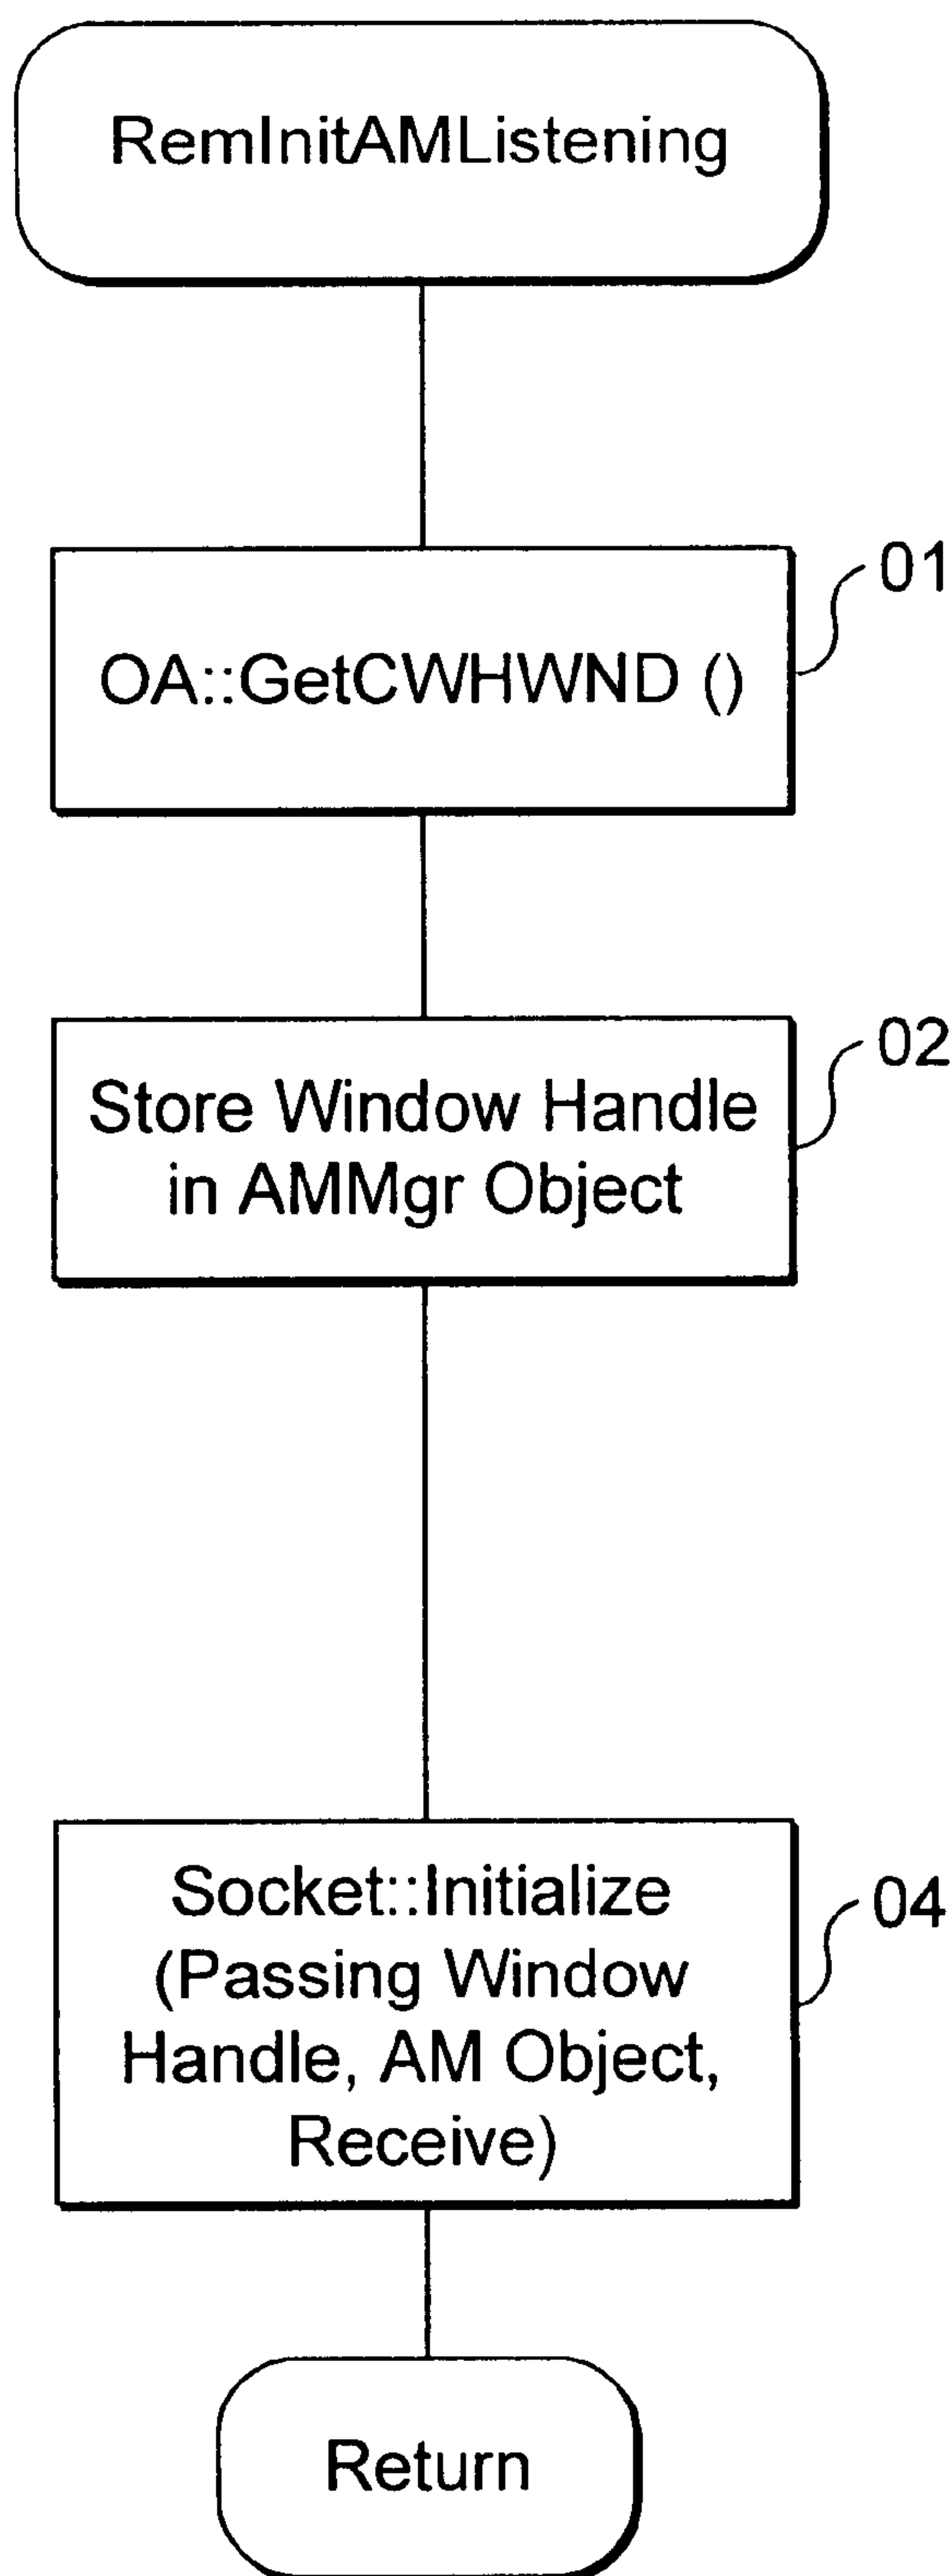 RemInitAMListening
01
OA::GetCWHWND ()
02
Store Window Handle
in AMMgr Object
04
Socket::Initialize
(Passing Window
Handle, AM Object,
Receive)
Return